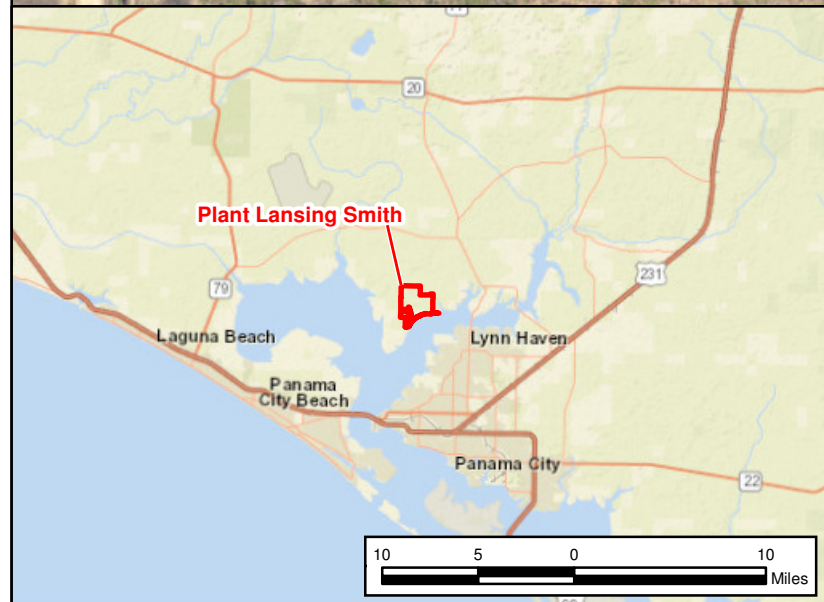 20
Plant Lansing Smith
231
79
Laguna Beach
Lynn Haven
Panama
City Beach
Panama City
22
10 5 0 10
Miles